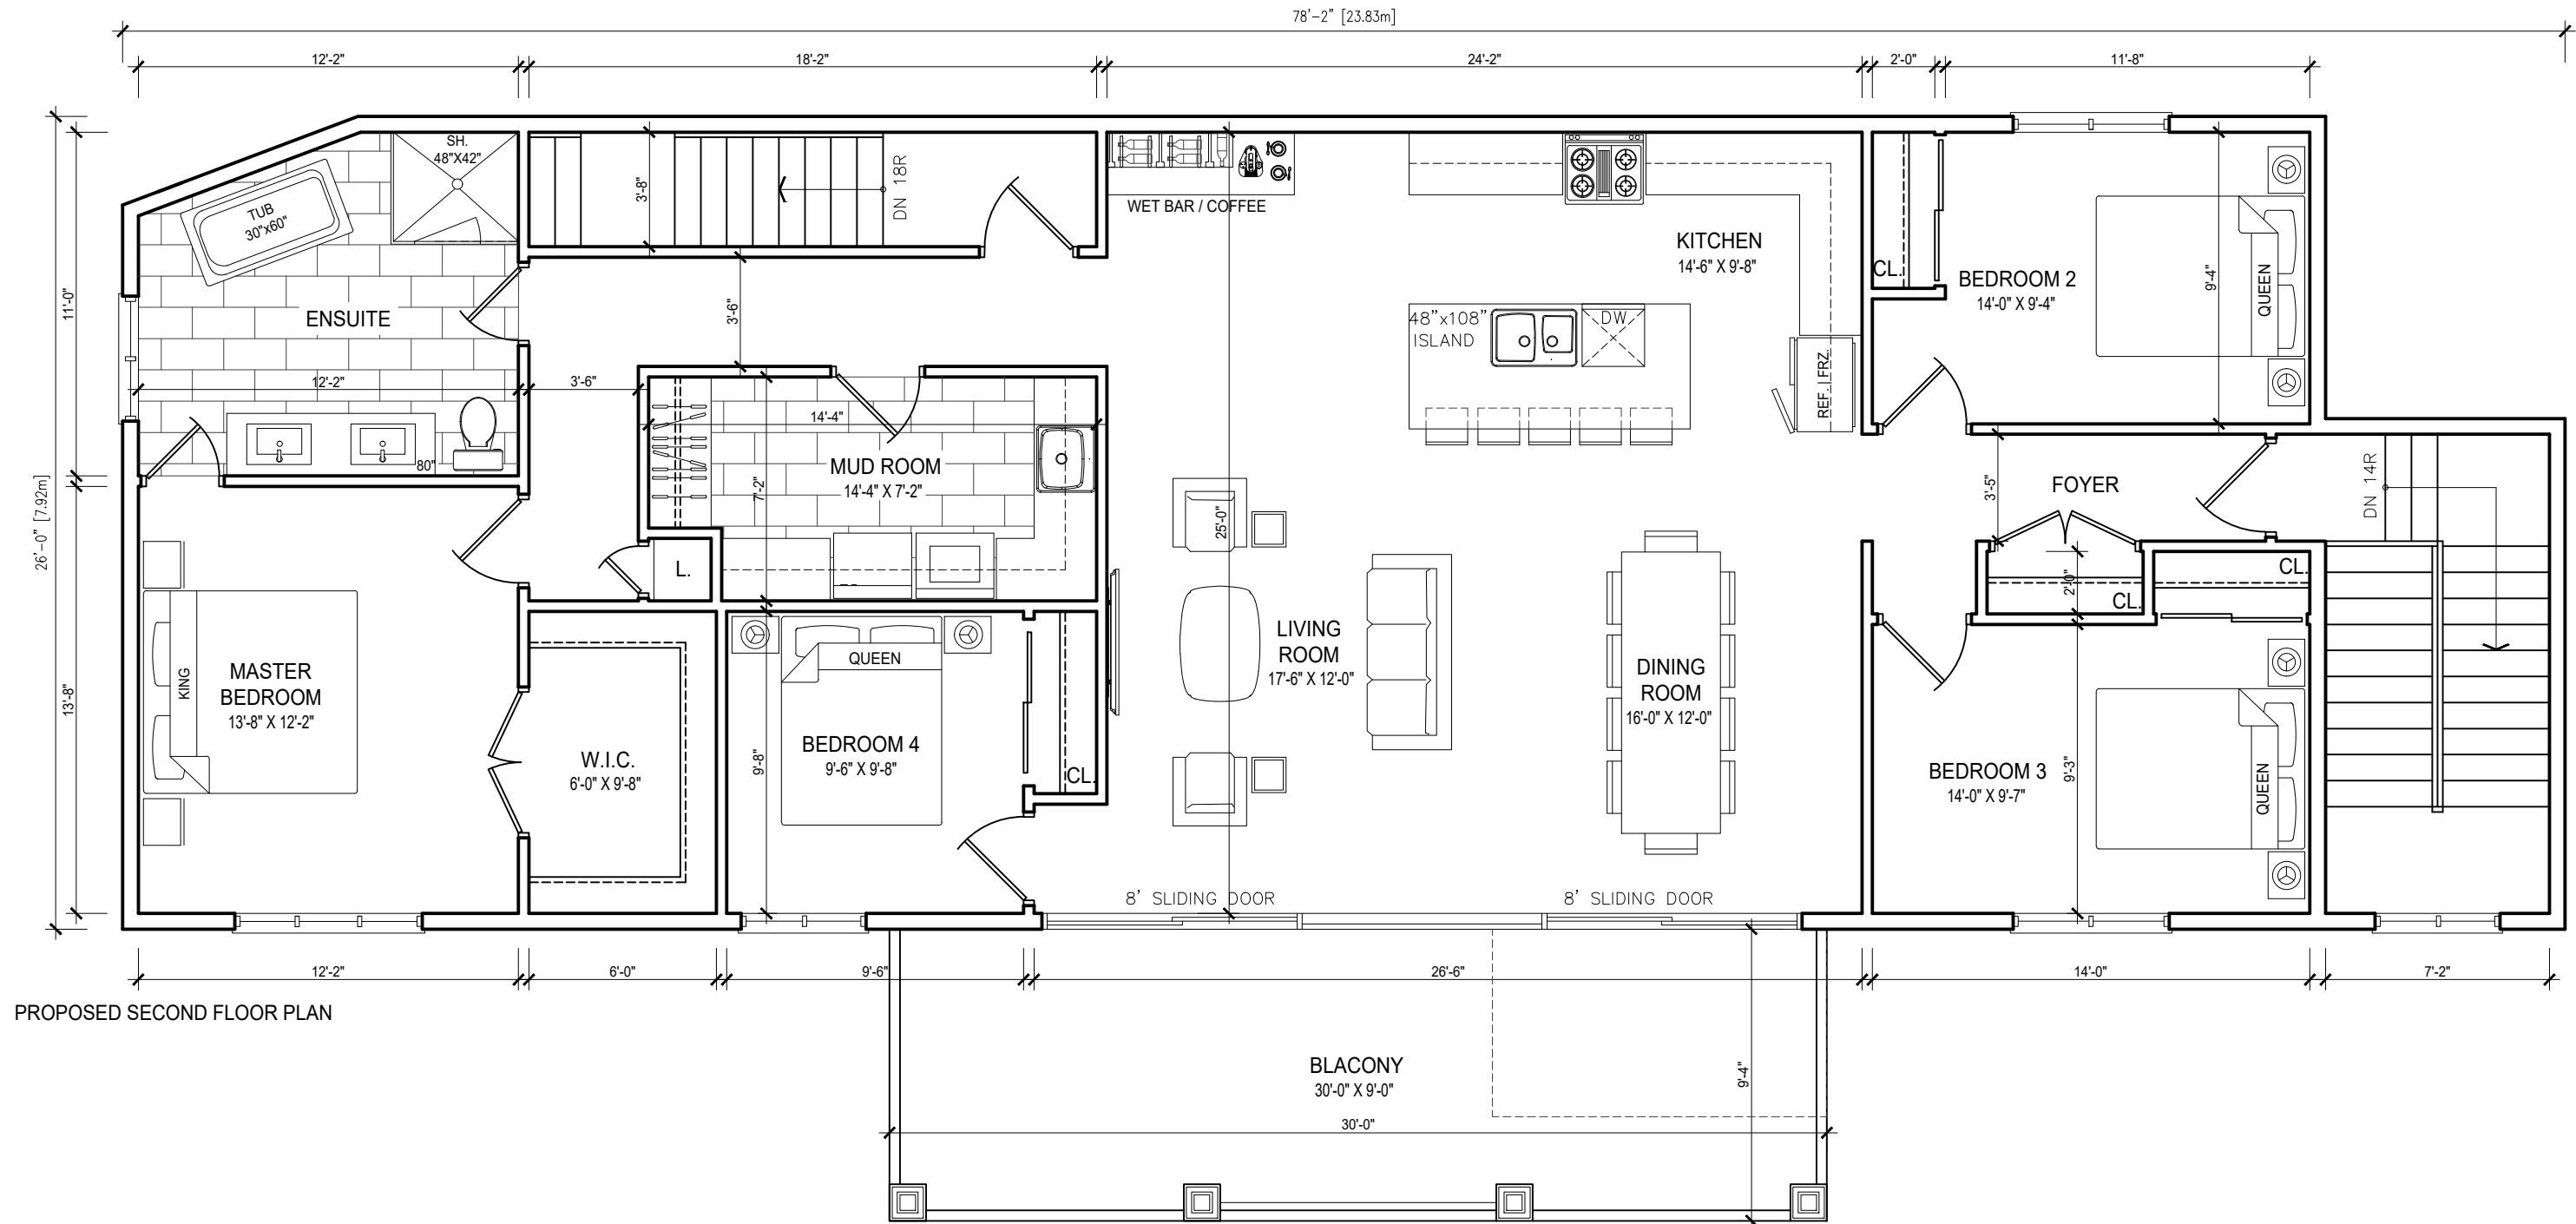 78'-2" [23.83m]
12'-2"
18'-2"
24'-2"
2'-0"
11'-8"
SH.
48"X42"
TUB
30"x60"
3'-8"
DN 18R
WET BAR / COFFEE
KITCHEN
14'-6" X 9'-8"
CL.
BEDROOM 2
14'-0" X 9'-4"
9'-4"
QUEEN
11'-0"
ENSUITE
3'-6"
48"x108"
ISLAND
DW
REF. / FRZ.
12'-2"
3'-6"
14'-4"
80"
MUD ROOM
14'-4" X 7'-2"
7'-2"
25'-0"
3'-5"
FOYER
DN 14R
26'-0" [7.92m]
13'-8"
L.
2'-0"
CL.
CL.
KING
MASTER
BEDROOM
13'-8" X 12'-2"
W.I.C.
6'-0" X 9'-8"
QUEEN
9'-8"
BEDROOM 4
9'-6" X 9'-8"
CL.
LIVING
ROOM
17'-6" X 12'-0"
DINING
ROOM
16'-0" X 12'-0"
BEDROOM 3
14'-0" X 9'-7"
9'-3"
QUEEN
8' SLIDING DOOR
8' SLIDING DOOR
12'-2"
6'-0"
9'-6"
26'-6"
14'-0"
7'-2"
PROPOSED SECOND FLOOR PLAN
BLACONY
30'-0" X 9'-0"
9'-4"
30'-0"